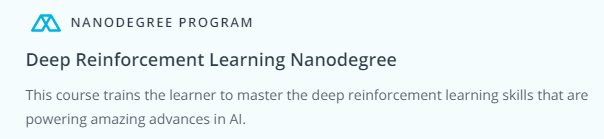 NANODEGREE PROGRAM
Deep Reinforcement Learning Nanodegree
This course trains the learner to master the deep reinforcement learning skills that are
powering amazing advances in AI.